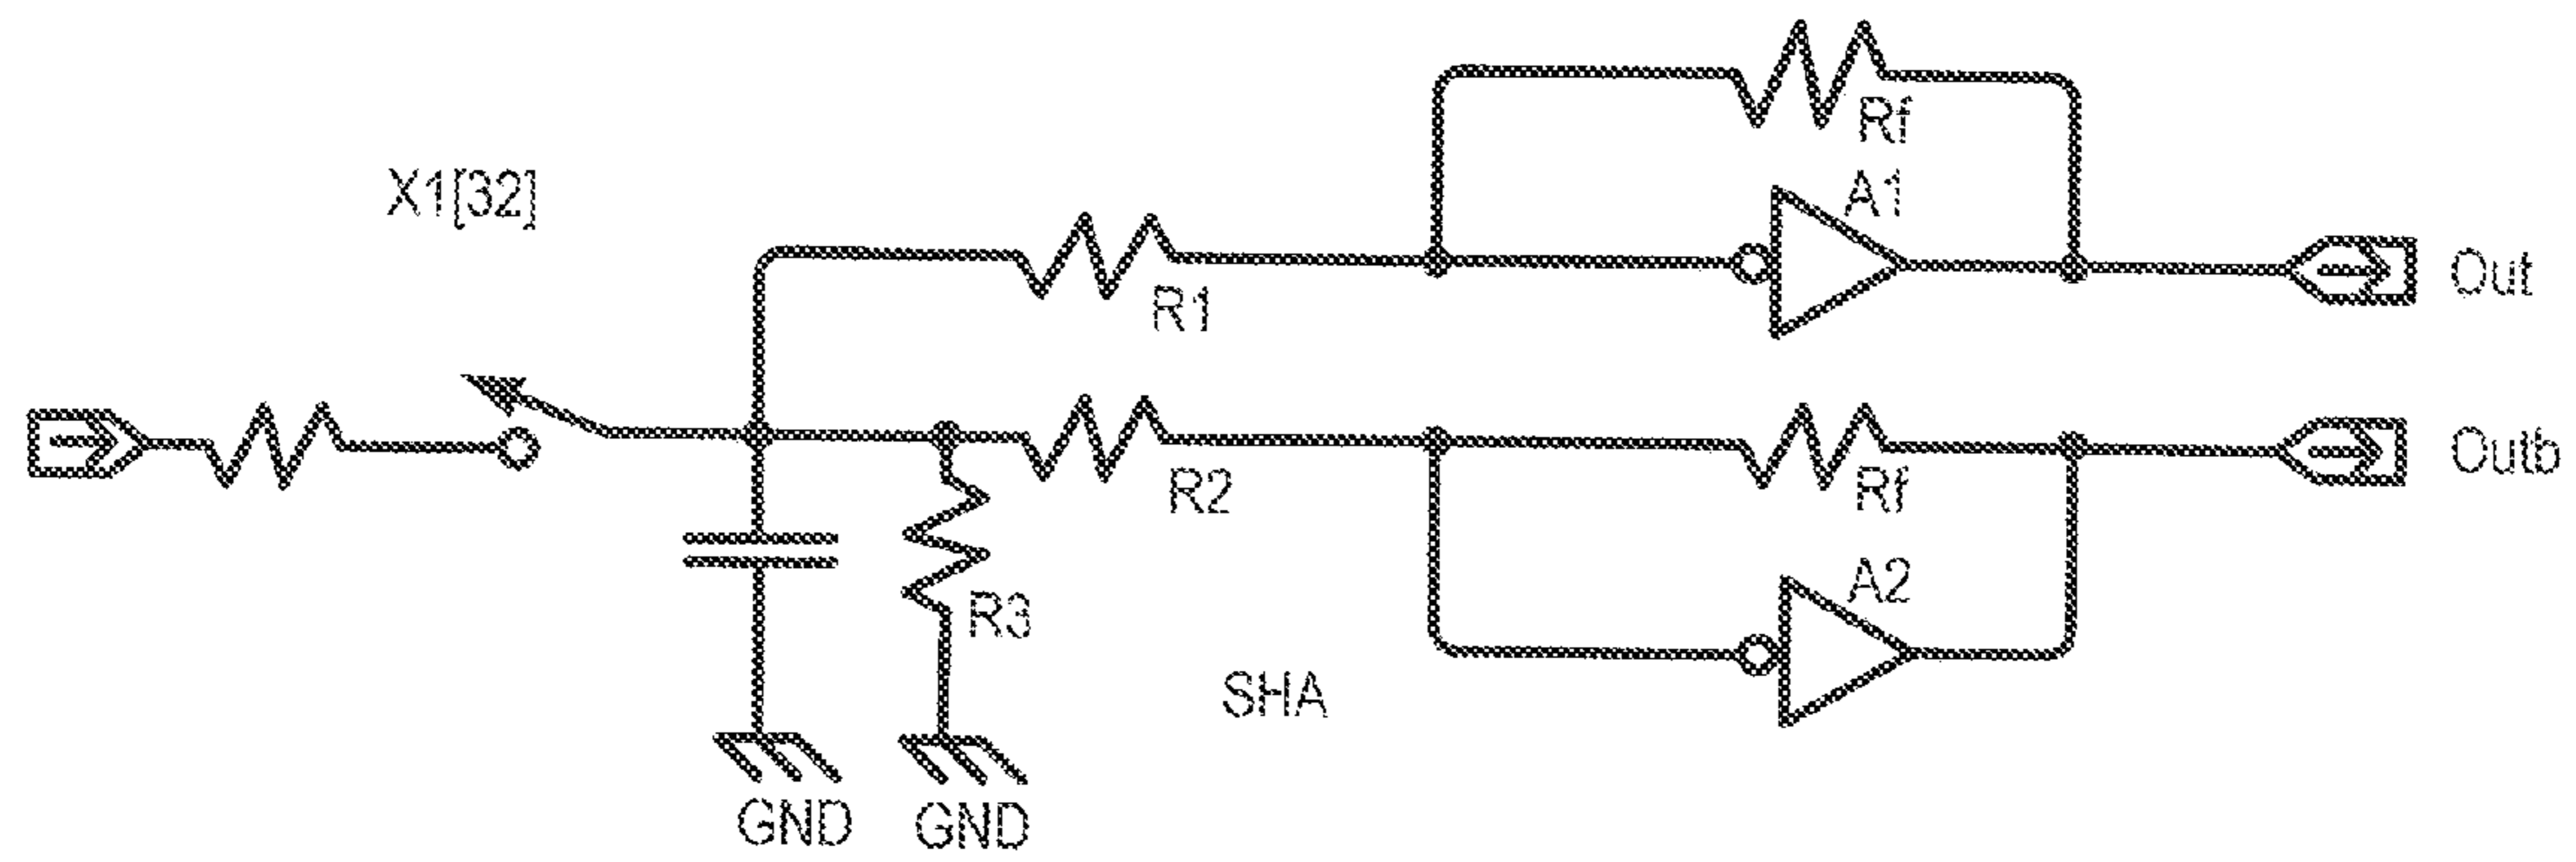 Rf
X1[32]
A1
R1
Out
R2
Rf
Outb
A2
R3
SHA
GND
GND